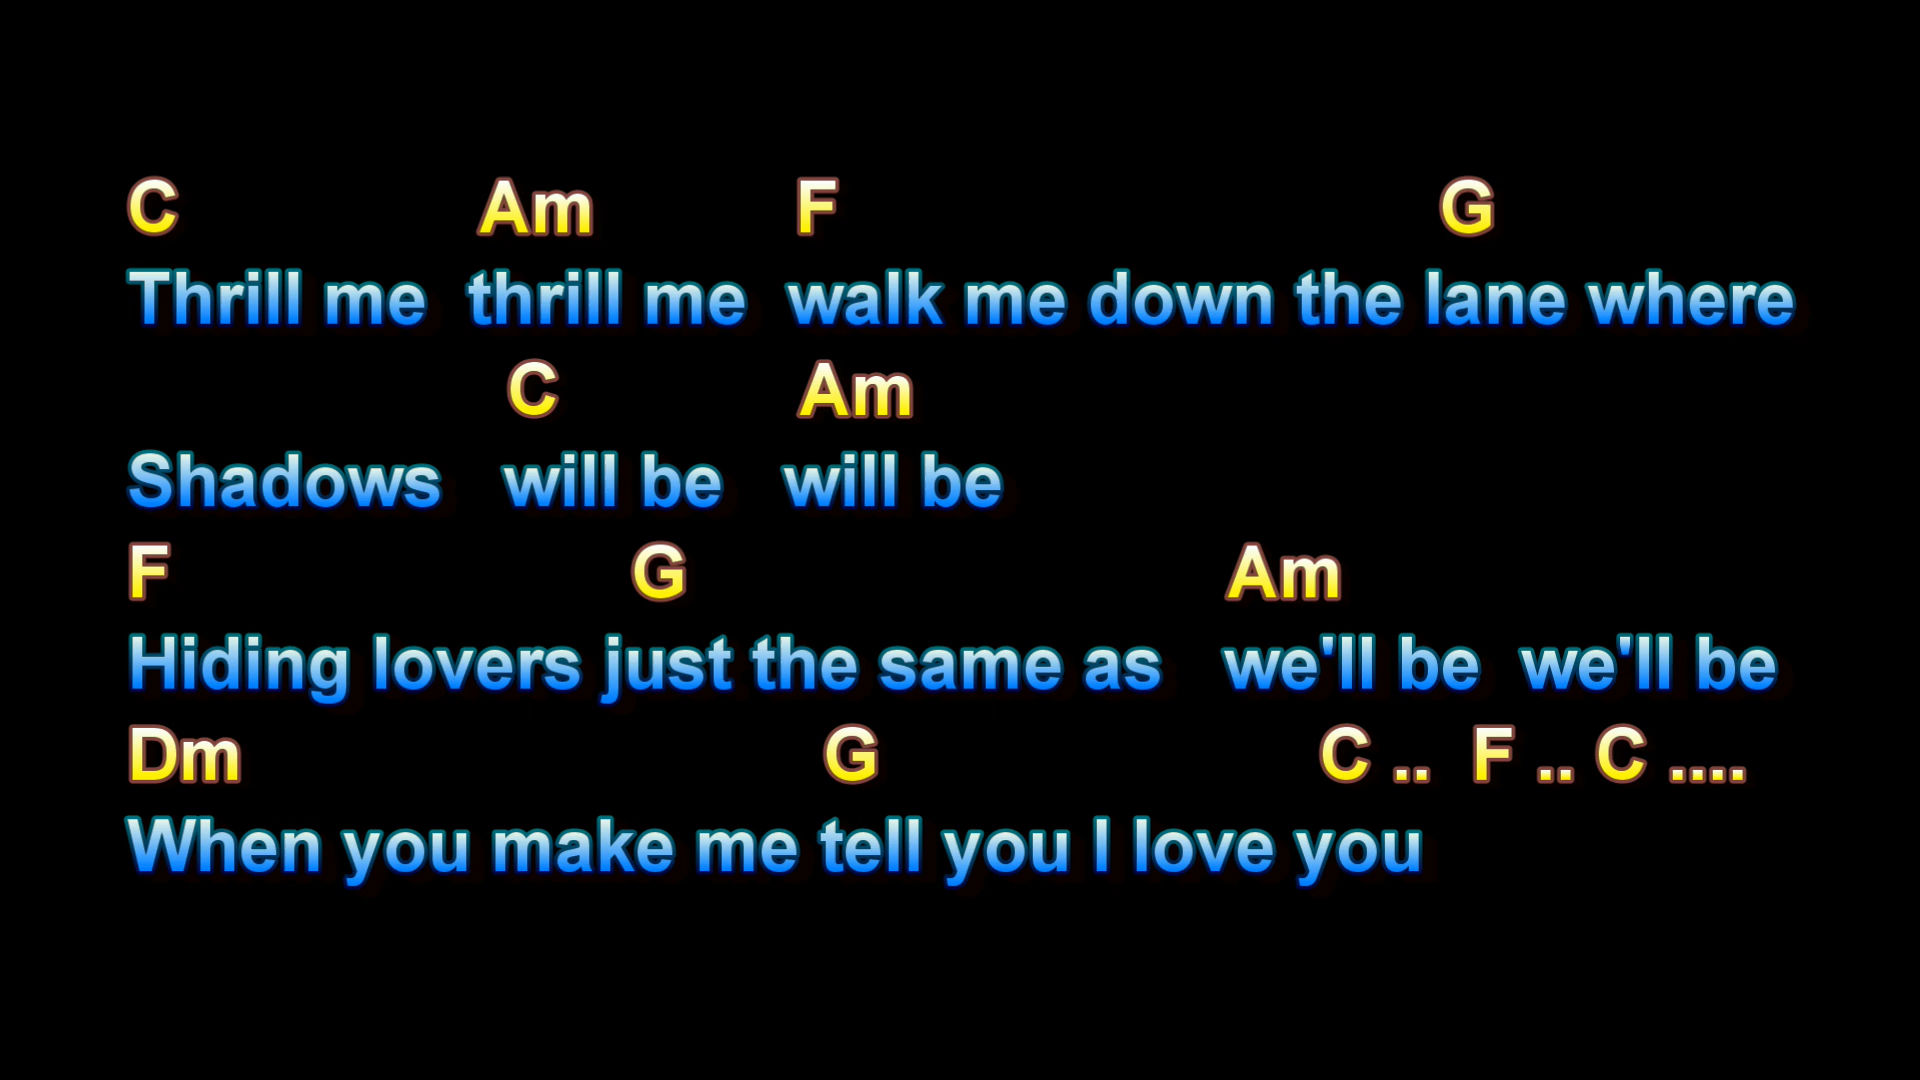 C Am F G
Thrill me thrill me walk me down the lane where
C Am
Shadows will be will be
F G Am
Hiding lovers just the same as we'll be we'll be
Dm G C .. F .. C ....
When you make me tell you I love you